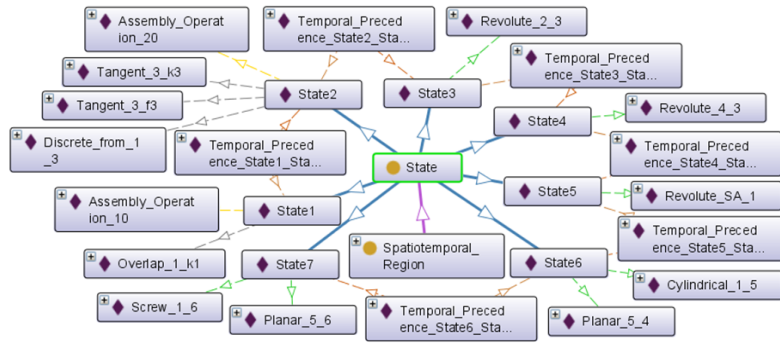 Assembly_Operat
ion_20
Temporal_Preced
ence_State2_Sta...
Revolute_2_3
Tangent_3_k3
State2
State3
Temporal_Preced
ence_State3_Sta...
Tangent_3_f3
Revolute_4_3
State4
Discrete_from_1
_3
Temporal_Preced
ence_State1_Sta...
Temporal_Preced
ence_State4_Sta...
State
State5
Revolute_SA_1
Assembly_Operat
ion_10
State1
Temporal_Preced
ence_State5_Sta...
Spatiotemporal_
Region
Overlap_1_k1
State7
State6
Cylindrical_1_5
Screw_1_6
Planar_5_6
Temporal_Preced
ence_State6_Sta...
Planar_5_4